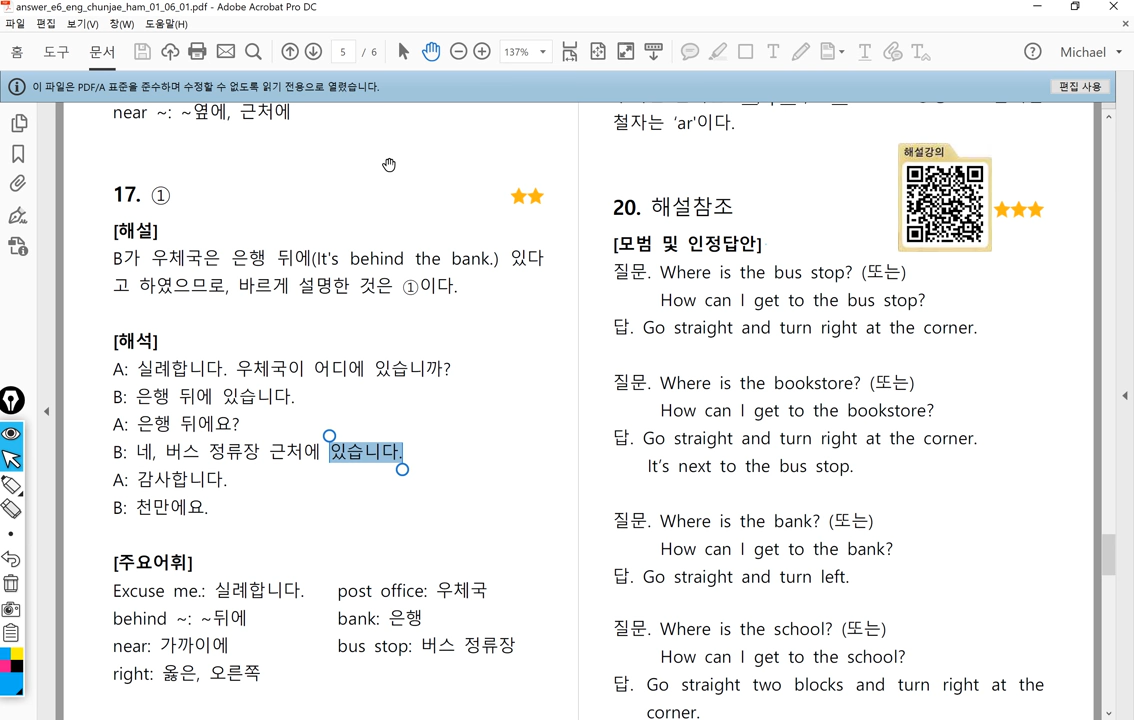 answer_e6_eng_chunjae_ham_01_06_01.pdf - Adobe Acrobat Pro DC
파일 편집 보기(V) 창(W) 도움말(H)
홈 도구 문서 5 / 6 137% Michael
이 파일은 PDF/A 표준을 준수하며 수정할 수 없도록 읽기 전용으로 열렸습니다. 편집 사용
near ~: ~옆에, 근처에
17. ①
[해설]
B가 우체국은 은행 뒤에(It's behind the bank.) 있다
고 하였으므로, 바르게 설명한 것은 ①이다.
[해석]
A: 실례합니다. 우체국이 어디에 있습니까?
B: 은행 뒤에 있습니다.
A: 은행 뒤에요?
B: 네, 버스 정류장 근처에 있습니다.
A: 감사합니다.
B: 천만에요.
[주요어휘]
Excuse me.: 실례합니다. post office: 우체국
behind ~: ~뒤에 bank: 은행
near: 가까이에 bus stop: 버스 정류장
right: 옳은, 오른쪽
철자는 ‘ar'이다.
해설강의
20. 해설참조
[모범 및 인정답안]
질문. Where is the bus stop? (또는)
How can I get to the bus stop?
답. Go straight and turn right at the corner.
질문. Where is the bookstore? (또는)
How can I get to the bookstore?
답. Go straight and turn right at the corner.
It’s next to the bus stop.
질문. Where is the bank? (또는)
How can I get to the bank?
답. Go straight and turn left.
질문. Where is the school? (또는)
How can I get to the school?
답. Go straight two blocks and turn right at the
corner.